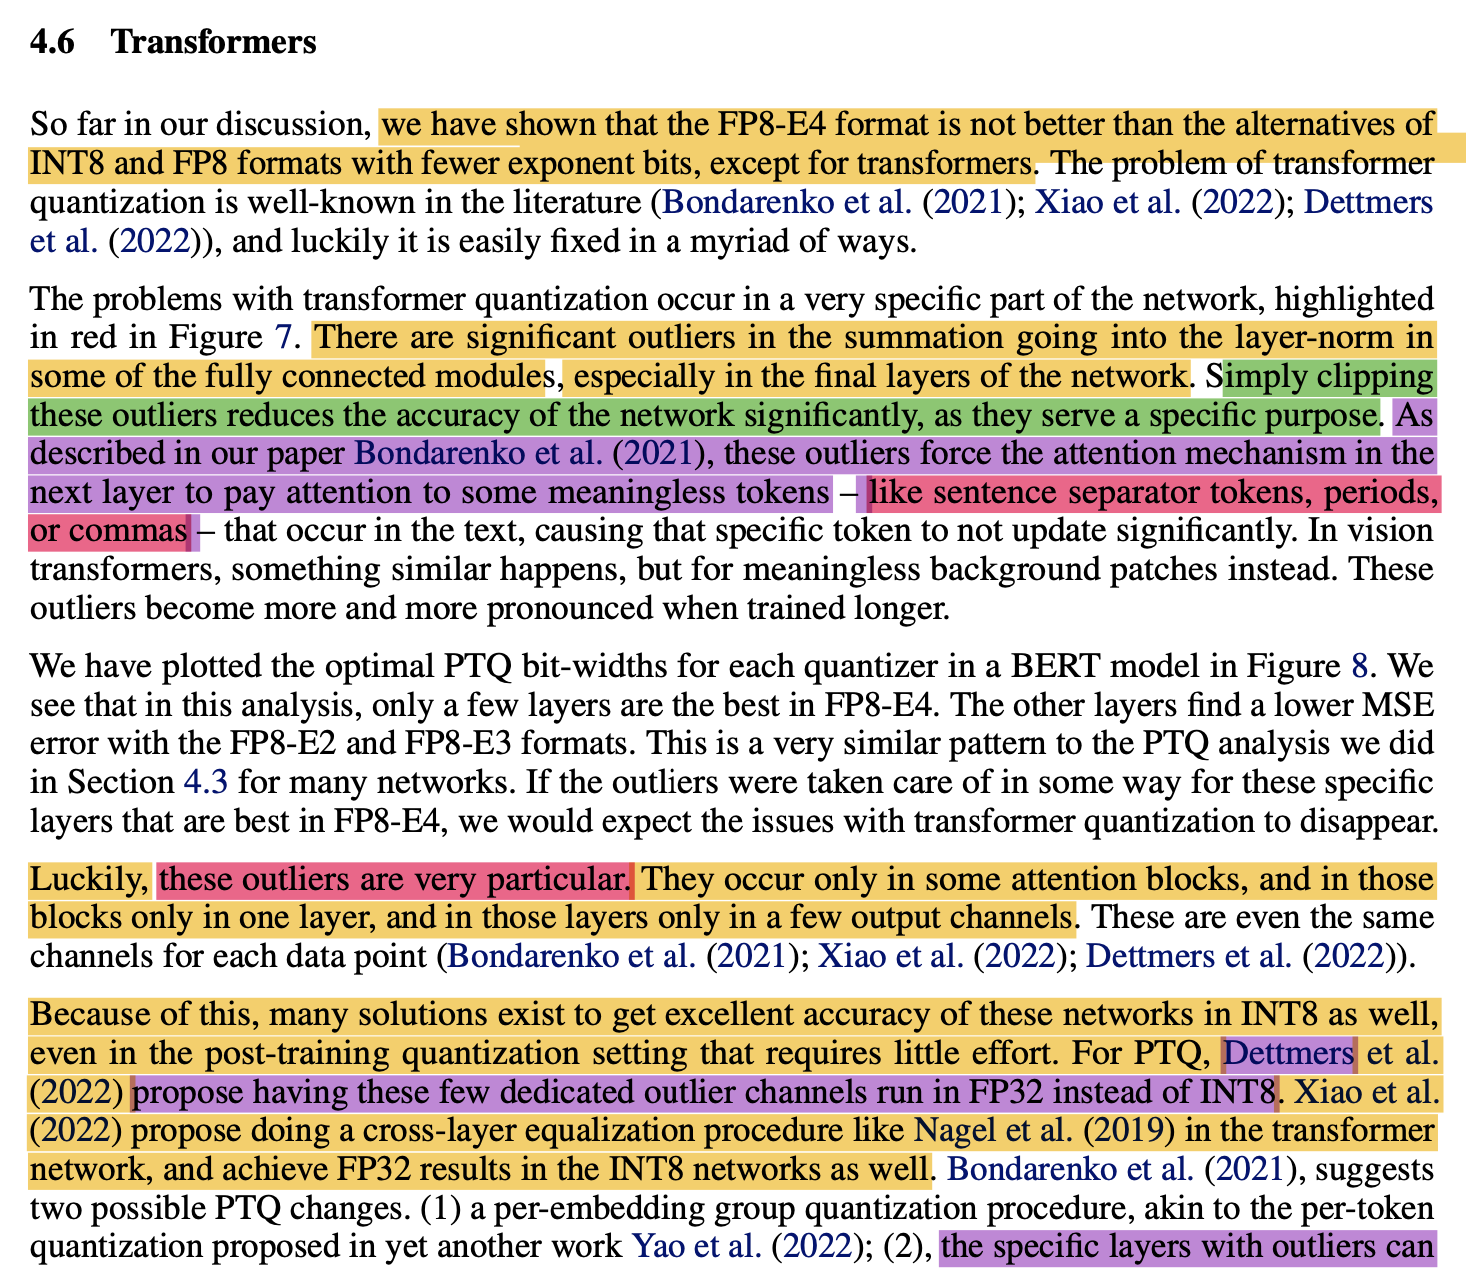 4.6 Transformers
So far in our discussion, we have shown that the FP8-E4 format is not better than the alternatives of
INT8 and FP8 formats with fewer exponent bits, except for transformers. The problem of transformer
quantization is well-known in the literature (Bondarenko et al. (2021); Xiao et al. (2022); Dettmers
et al. (2022)), and luckily it is easily fixed in a myriad of ways.
The problems with transformer quantization occur in a very specific part of the network, highlighted
in red in Figure 7. There are significant outliers in the summation going into the layer-norm in
some of the fully connected modules, especially in the final layers of the network. Simply clipping
these outliers reduces the accuracy of the network significantly, as they serve a specific purpose. As
described in our paper Bondarenko et al. (2021), these outliers force the attention mechanism in the
next layer to pay attention to some meaningless tokens – like sentence separator tokens, periods,
or commas – that occur in the text, causing that specific token to not update significantly. In vision
transformers, something similar happens, but for meaningless background patches instead. These
outliers become more and more pronounced when trained longer.
We have plotted the optimal PTQ bit-widths for each quantizer in a BERT model in Figure 8. We
see that in this analysis, only a few layers are the best in FP8-E4. The other layers find a lower MSE
error with the FP8-E2 and FP8-E3 formats. This is a very similar pattern to the PTQ analysis we did
in Section 4.3 for many networks. If the outliers were taken care of in some way for these specific
layers that are best in FP8-E4, we would expect the issues with transformer quantization to disappear.
Luckily, these outliers are very particular. They occur only in some attention blocks, and in those
blocks only in one layer, and in those layers only in a few output channels. These are even the same
channels for each data point (Bondarenko et al. (2021); Xiao et al. (2022); Dettmers et al. (2022)).
Because of this, many solutions exist to get excellent accuracy of these networks in INT8 as well,
even in the post-training quantization setting that requires little effort. For PTQ, Dettmers et al.
(2022) propose having these few dedicated outlier channels run in FP32 instead of INT8. Xiao et al.
(2022) propose doing a cross-layer equalization procedure like Nagel et al. (2019) in the transformer
network, and achieve FP32 results in the INT8 networks as well. Bondarenko et al. (2021), suggests
two possible PTQ changes. (1) a per-embedding group quantization procedure, akin to the per-token
quantization proposed in yet another work Yao et al. (2022); (2), the specific layers with outliers can